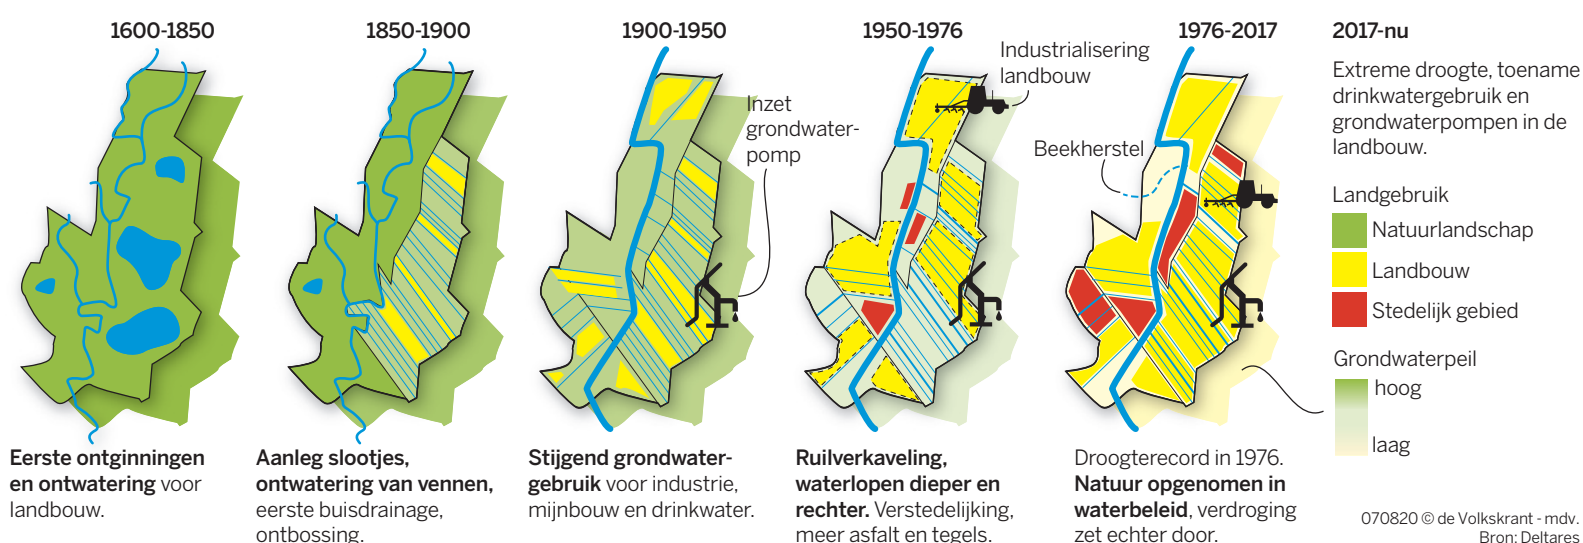 1600-1850
Eerste ontginningen
en ontwatering voor
landbouw.
1850-1900
Aanleg slootjes,
ontwatering van vennen,
eerste buisdrainage,
ontbossing.
1900-1950
Inzet
grondwater-
pomp
Stijgend grondwater-
gebruik voor industrie,
mijnbouw en drinkwater.
1950-1976
Industrialisering
landbouw
Ruilverkaveling,
waterlopen dieper en
rechter. Verstedelijking,
meer asfalt en tegels.
1976-2017
Beekherstel
Droogterecord in 1976.
Natuur opgenomen in
waterbeleid, verdroging
zet echter door.
2017-nu
Extreme droogte, toename
drinkwatergebruik en
grondwaterpompen in de
landbouw.
Landgebruik
Natuurlandschap
Landbouw
Stedelijk gebied
Grondwaterpeil
hoog
laag
070820 © de Volkskrant - mdv.
Bron: Deltares